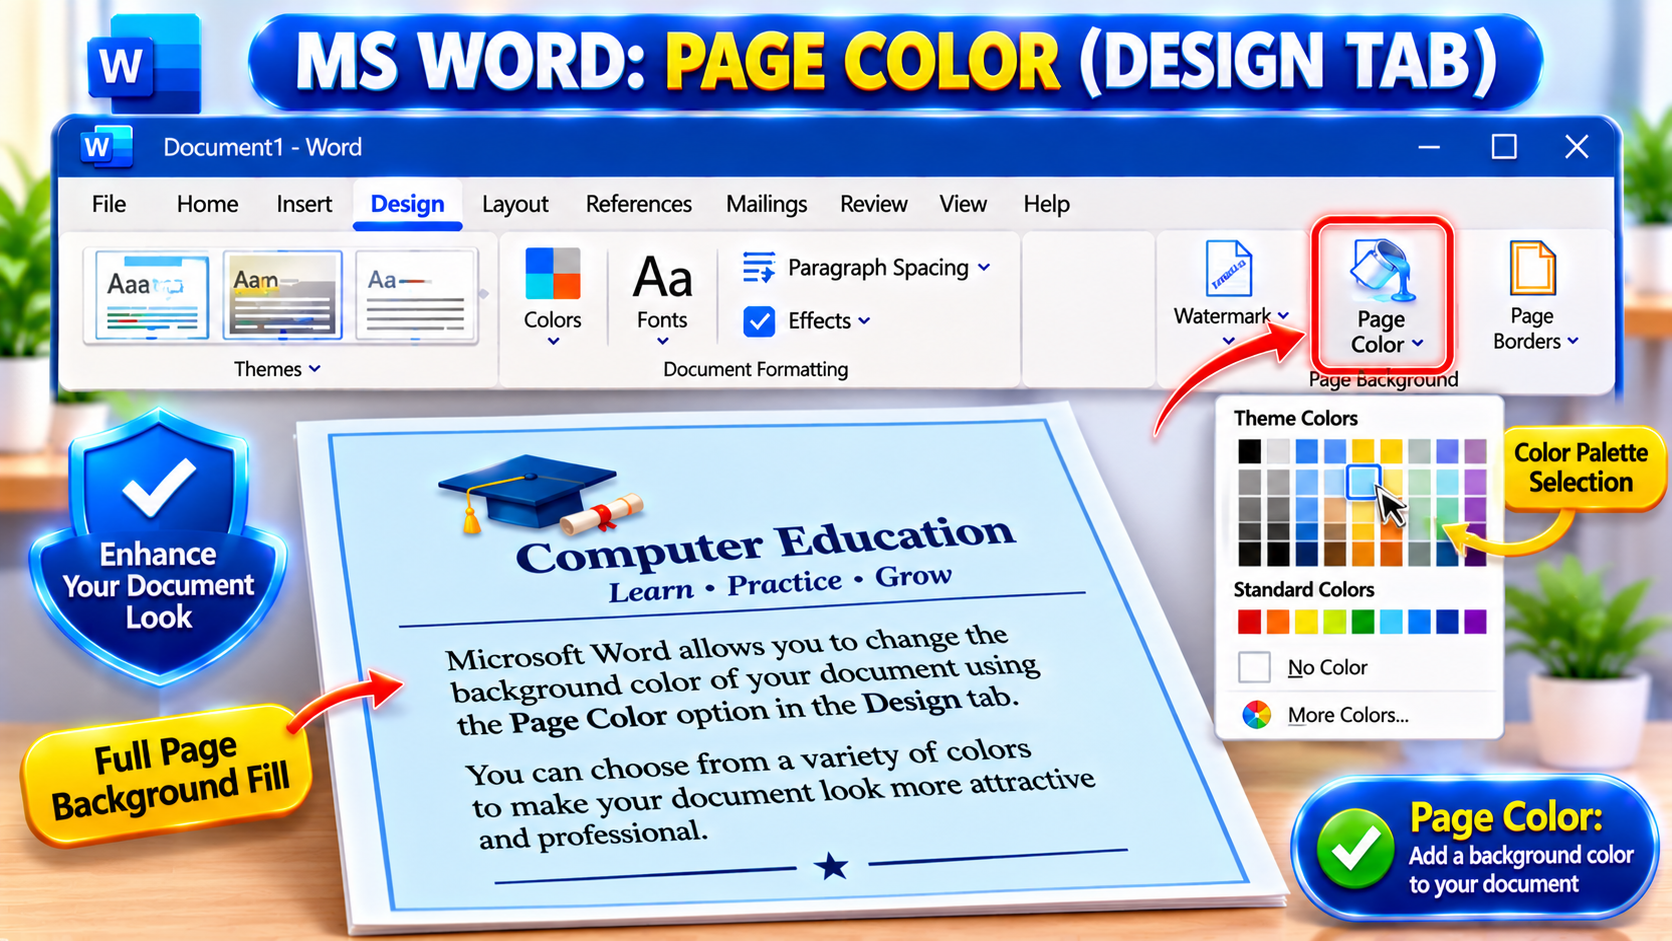 MS WORD: PAGE COLOR (DESIGN TAB)
W
W
Document1 - Word
File Home Insert Design Layout References Mailings Review View Help
Aa
Aa
Aa
Themes
Colors
Aa
Fonts
Paragraph Spacing
Effects
Document Formatting
Watermark
Page
Color
Page
Borders
Page Background
Theme Colors
Standard Colors
No Color
More Colors...
Color Palette
Selection
Enhance
Your Document
Look
Full Page
Background Fill
Computer Education
Learn • Practice • Grow
Microsoft Word allows you to change the
background color of your document using
the Page Color option in the Design tab.
You can choose from a variety of colors
to make your document look more attractive
and professional.
Page Color:
Add a background color
to your document